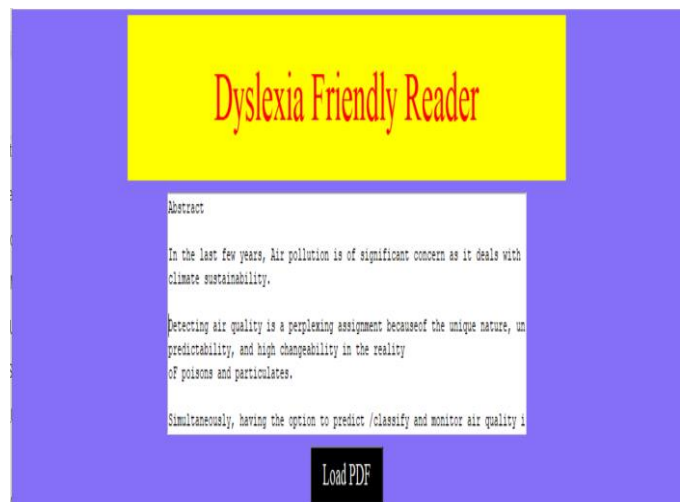 Dyslexia Friendly Reader
Abstract
In the last few years, Air pollution is of significant concern as it deals with
climate sustainability.
Detecting air quality is a perplexing assignment becauseof the unique nature, un
predictability, and high changeability in the reality
oF poisons and particulates.
Simultaneously, having the option to predict /classify and monitor air quality i
Load PDF